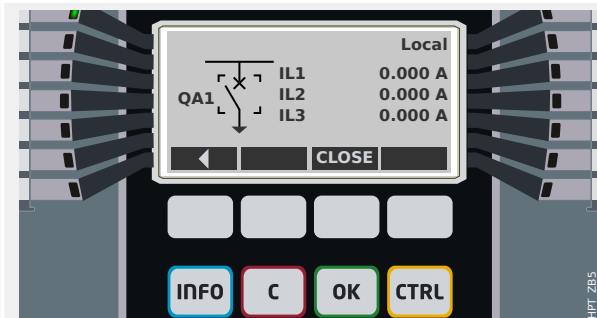 Local
IL1 0.000 A
QA1 IL2 0.000 A
IL3 0.000 A
CLOSE
INFO C OK CTRL
HPT_ZB5